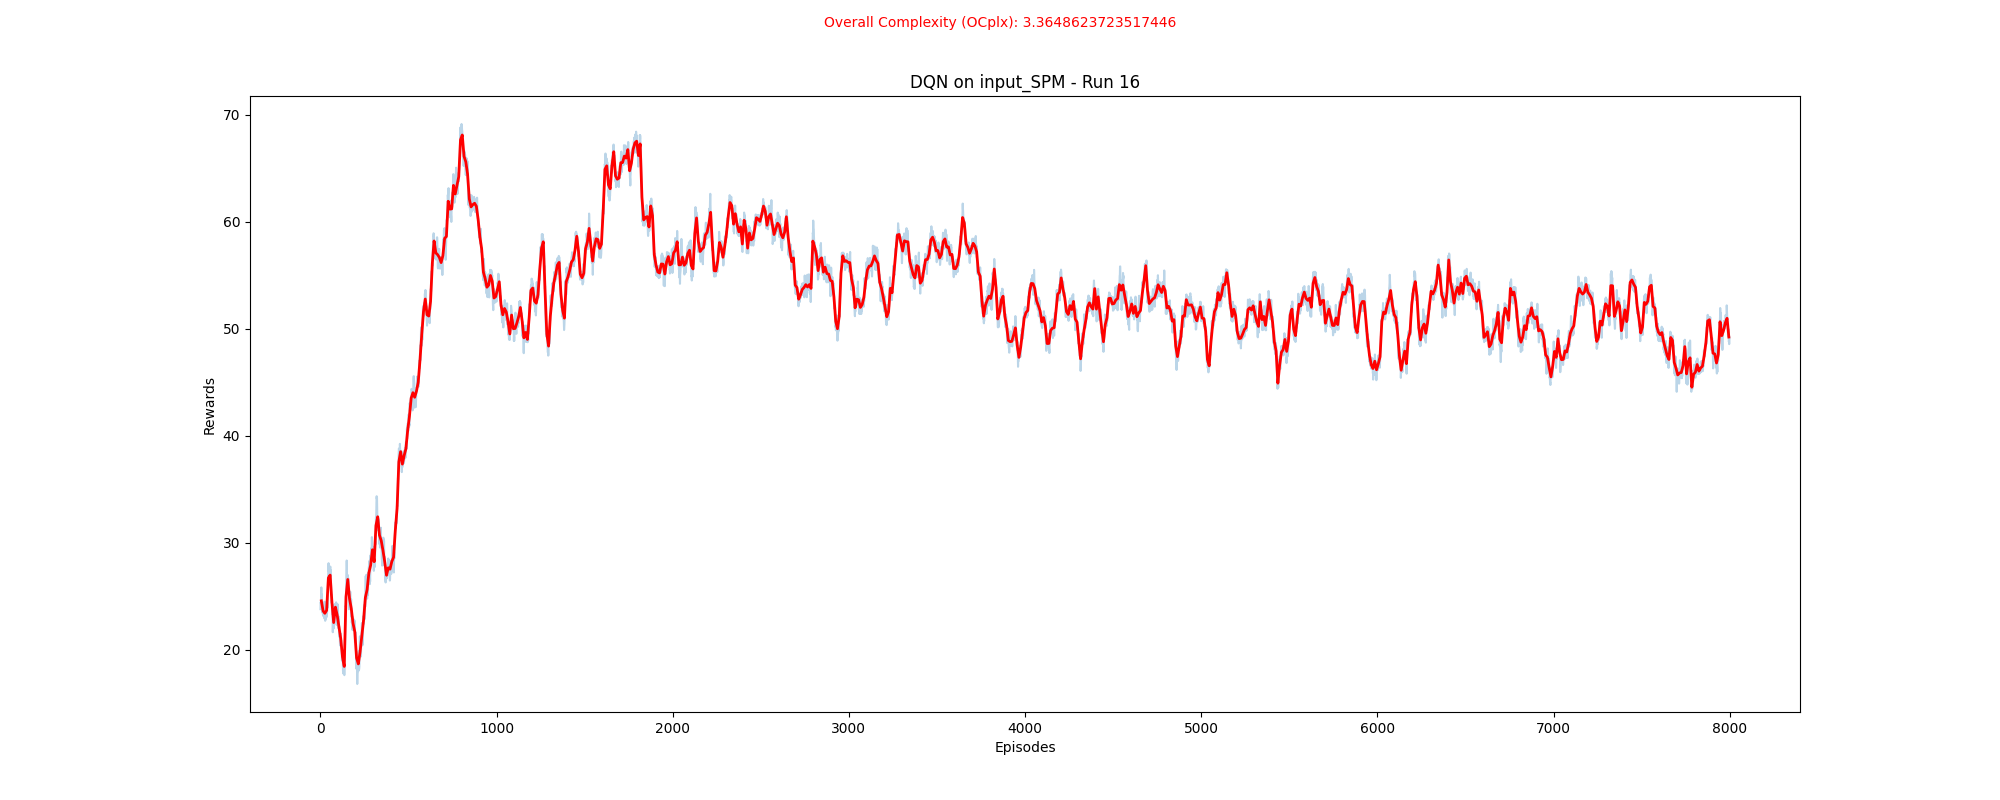 Overall Complexity (OCplx): 3.3648623723517446
DQN on input_SPM - Run 16
70
60
50
40
30
20
Rewards
0 1000 2000 3000 4000 5000 6000 7000 8000
Episodes